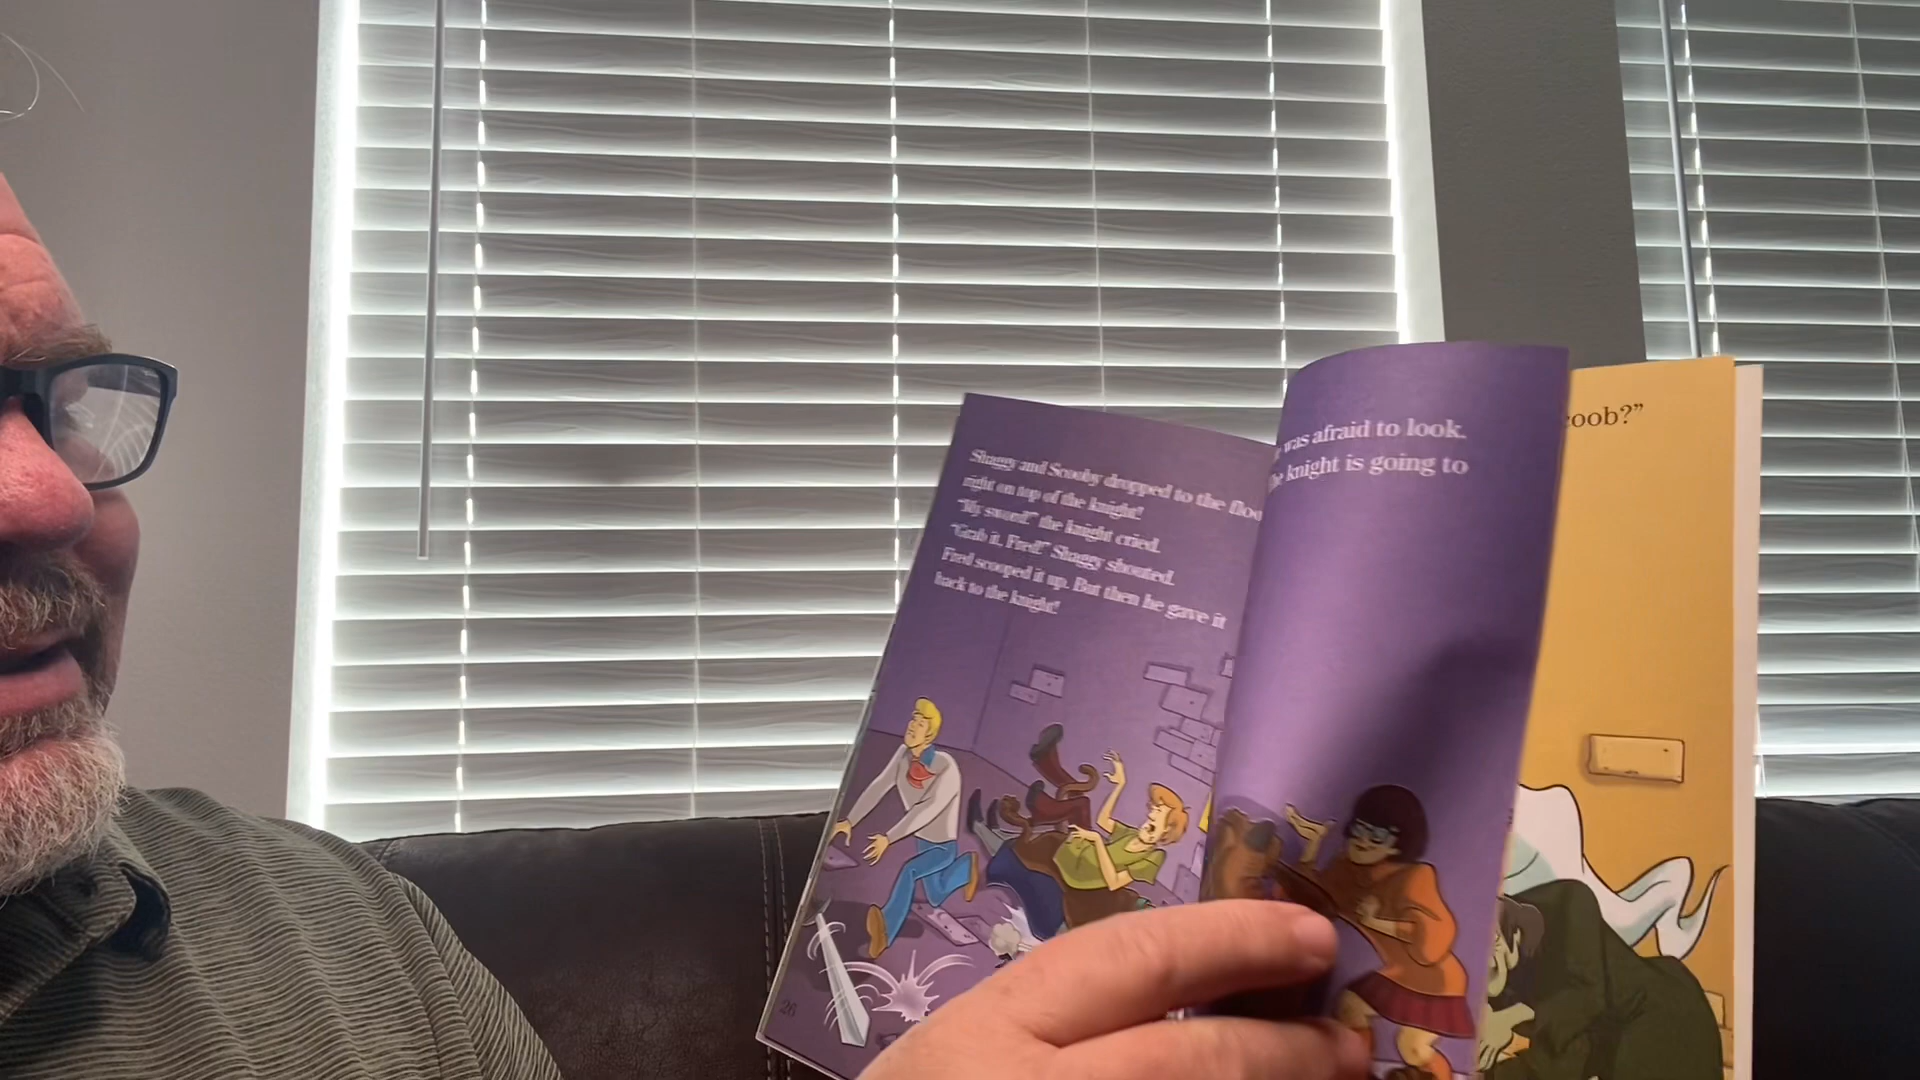 Shaggy and Scooby dropped to the floo
right on top of the knight!
"My sword!" the knight cried.
"Grab it, Fred!" Shaggy shouted.
Fred scooped it up. But then he gave it
back to the knight!
26
was afraid to look.
he knight is going to
coob?"